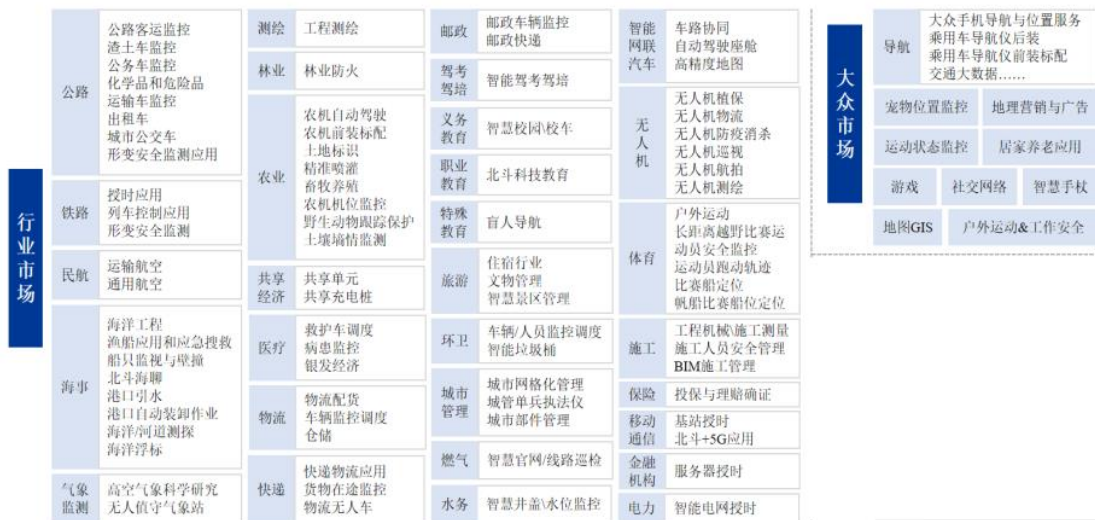 行业市场
公路
公路客运监控
渣土车监控
公务车监控
化学品和危险品
运输车监控
出租车
城市公交车
形变安全监测应用
铁路
授时应用
列车控制应用
形变安全监测
民航
运输航空
通用航空
海事
海洋工程
渔船应用和应急搜救
船只监视与壁撞
北斗海聊
港口引水
港口自动装卸作业
海洋/河道测探
海洋浮标
气象
监测
高空气象科学研究
无人值守气象站
测绘
工程测绘
林业
林业防火
农业
农机自动驾驶
农机前装标配
土地标识
精准喷灌
畜牧养殖
农机机位监控
野生动物跟踪保护
土壤墒情监测
共享
经济
共享单元
共享充电桩
医疗
救护车调度
病患监控
银发经济
物流
物流配货
车辆监控调度
仓储
快递
快递物流应用
货物在途监控
物流无人车
邮政
邮政车辆监控
邮政快递
驾考
驾培
智能驾考驾培
义务
教育
智慧校园\校车
职业
教育
北斗科技教育
特殊
教育
盲人导航
旅游
住宿行业
文物管理
智慧景区管理
环卫
车辆/人员监控调度
智能垃圾桶
城市
管理
城市网格化管理
城管单兵执法仪
城市部件管理
燃气
智慧官网/线路巡检
水务
智慧井盖\水位监控
智能
网联
汽车
车路协同
自动驾驶座舱
高精度地图
无人机
无人机植保
无人机物流
无人机防疫消杀
无人机巡视
无人机航拍
无人机测绘
体育
户外运动
长距离越野比赛运
动员安全监控
运动员跑动轨迹
比赛船定位
帆船比赛船位定位
施工
工程机械\施工测量
施工人员安全管理
BIM施工管理
保险
投保与理赔确证
移动
通信
基站授时
北斗+5G应用
金融
机构
服务器授时
电力
智能电网授时
大众市场
导航
大众手机导航与位置服务
乘用车导航仪后装
乘用车导航仪前装标配
交通大数据……
宠物位置监控
地理营销与广告
运动状态监控
居家养老应用
游戏
社交网络
智慧手杖
地图GIS
户外运动&工作安全